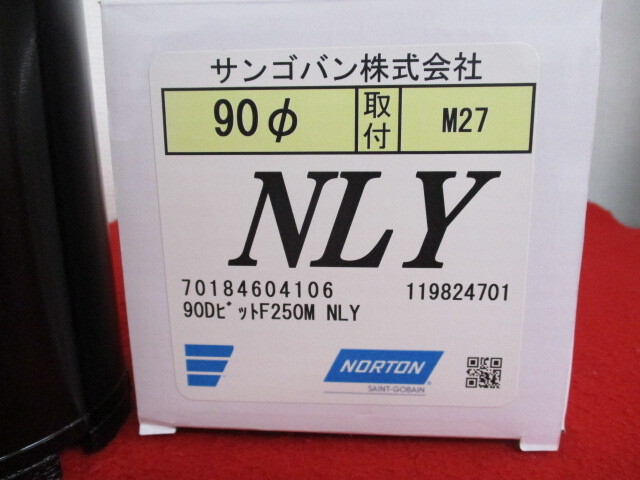 サンゴバン株式会社
90φ 取付 M27
NLY
70184604106 119824701
90DﾋﾞｯﾄF250M NLY
NORTON
SAINT-GOBAIN